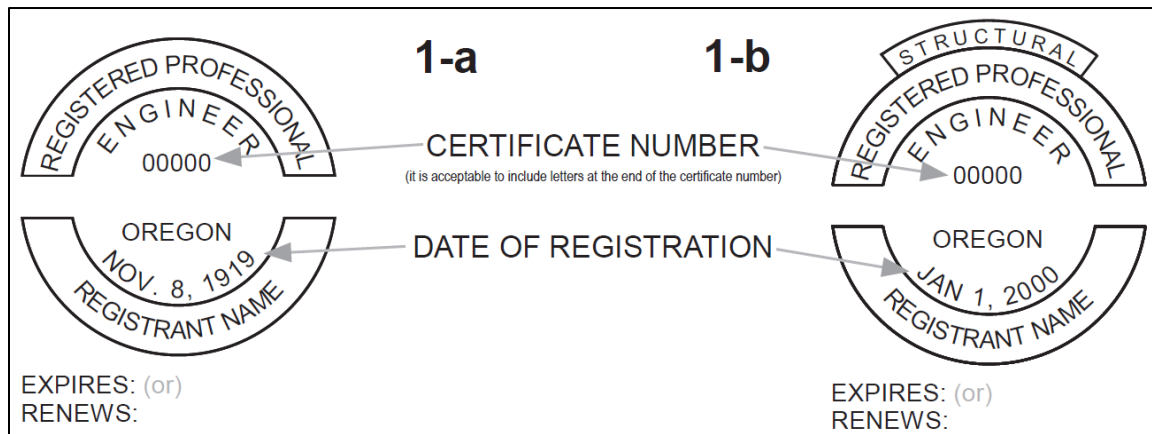 1-a
1-b
REGISTERED PROFESSIONAL
ENGINEER
00000
OREGON
NOV. 8, 1919
REGISTRANT NAME
EXPIRES: (or)
RENEWS:
CERTIFICATE NUMBER
(it is acceptable to include letters at the end of the certificate number)
DATE OF REGISTRATION
STRUCTURAL
REGISTERED PROFESSIONAL
ENGINEER
00000
OREGON
JAN 1, 2000
REGISTRANT NAME
EXPIRES: (or)
RENEWS: